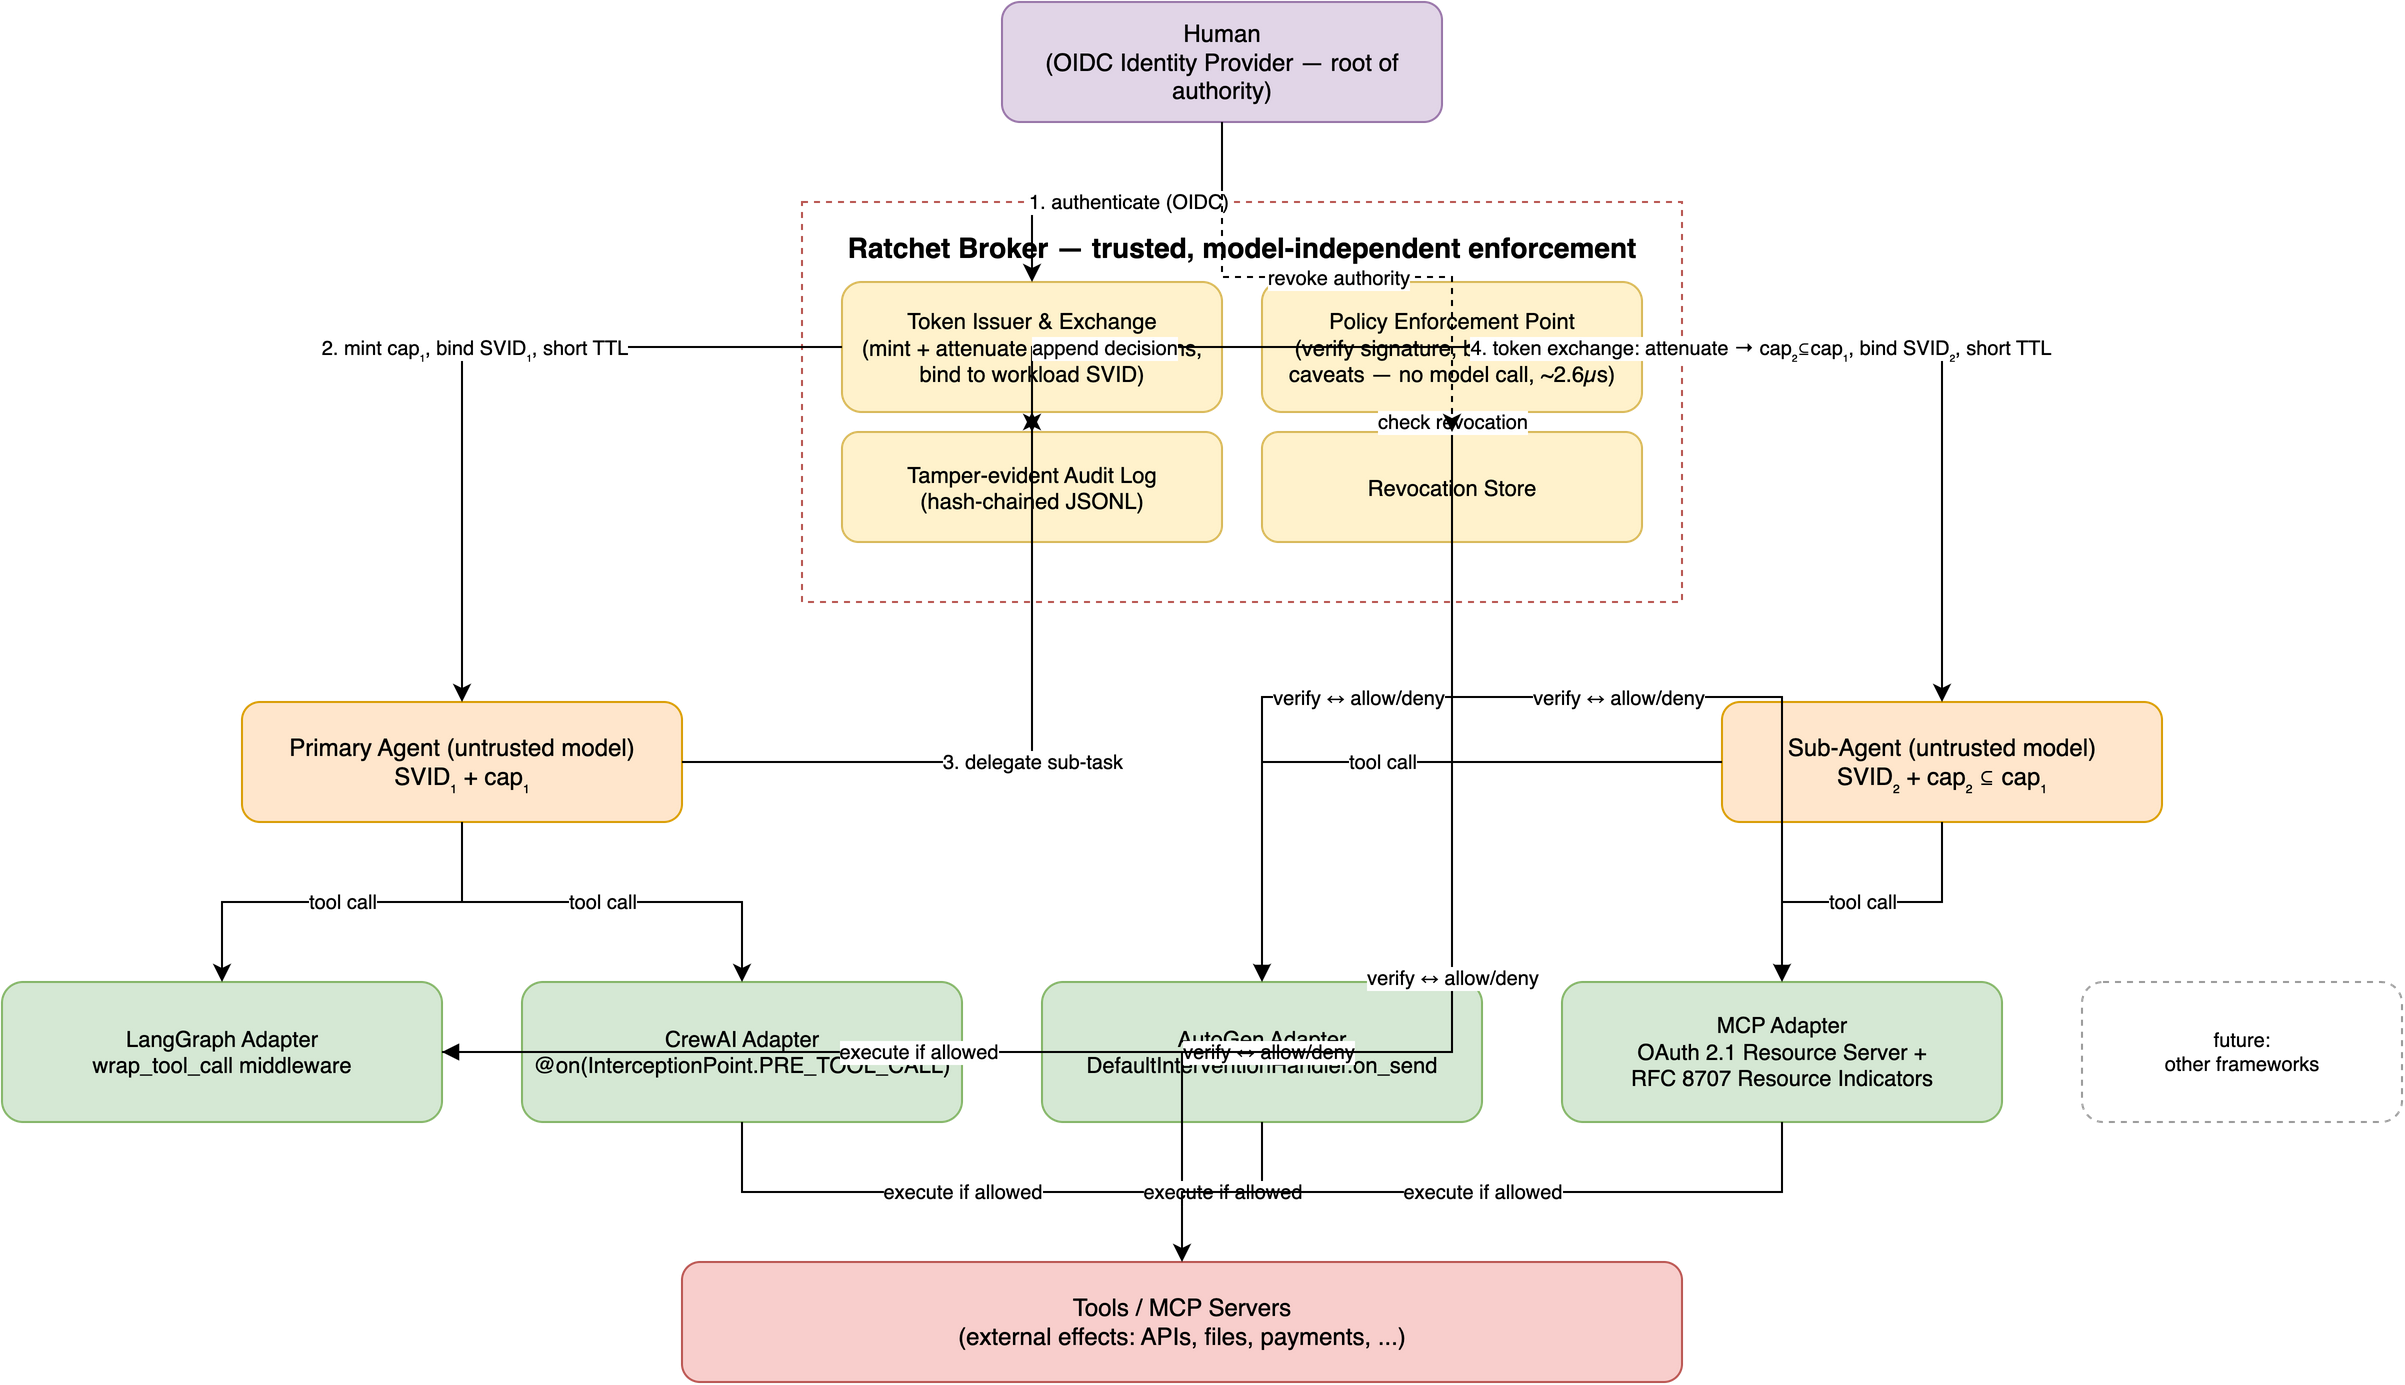 Human
(OIDC Identity Provider — root of
authority)
1. authenticate (OIDC)
Ratchet Broker — trusted, model-independent enforcement
revoke authority
Token Issuer & Exchange
(mint + attenuate
bind to workload SVID)
append decisions
Policy Enforcement Point
(verify signature,
caveats — no model call, ~2.6µs)
2. mint cap₁, bind SVID₁, short TTL
4. token exchange: attenuate → cap₂⊆cap₁, bind SVID₂, short TTL
check revocation
Tamper-evident Audit Log
(hash-chained JSONL)
Revocation Store
verify ↔ allow/deny
verify ↔ allow/deny
Primary Agent (untrusted model)
SVID₁ + cap₁
3. delegate sub-task
tool call
Sub-Agent (untrusted model)
SVID₂ + cap₂ ⊆ cap₁
tool call
tool call
tool call
verify ↔ allow/deny
LangGraph Adapter
wrap_tool_call middleware
CrewAI Adapter
@on(InterceptionPoint.PRE_TOOL_CALL)
execute if allowed
AutoGen Adapter
verify ↔ allow/deny
DefaultInterventionHandler.on_send
MCP Adapter
OAuth 2.1 Resource Server +
RFC 8707 Resource Indicators
future:
other frameworks
execute if allowed
execute if allowed
execute if allowed
Tools / MCP Servers
(external effects: APIs, files, payments, ...)